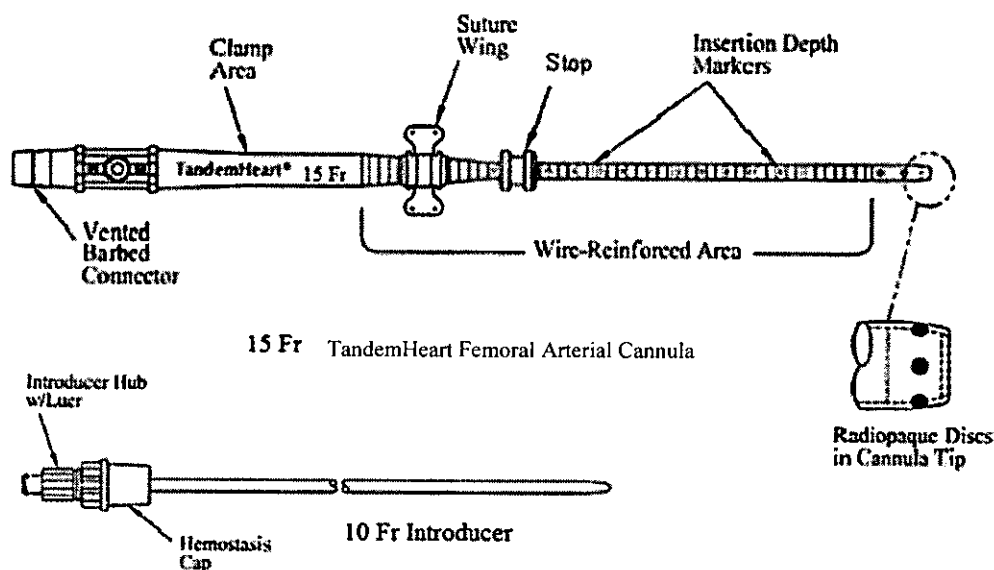 Suture
Wing
Clamp
Area
Stop
Insertion Depth
Markers
TandemHeart® 15 Fr
Vented
Barbed
Connector
Wire-Reinforced Area
15 Fr TandemHeart Femoral Arterial Cannula
Radiopaque Discs
in Cannula Tip
Introducer Hub
w/Luer
10 Fr Introducer
Hemostasis
Cap